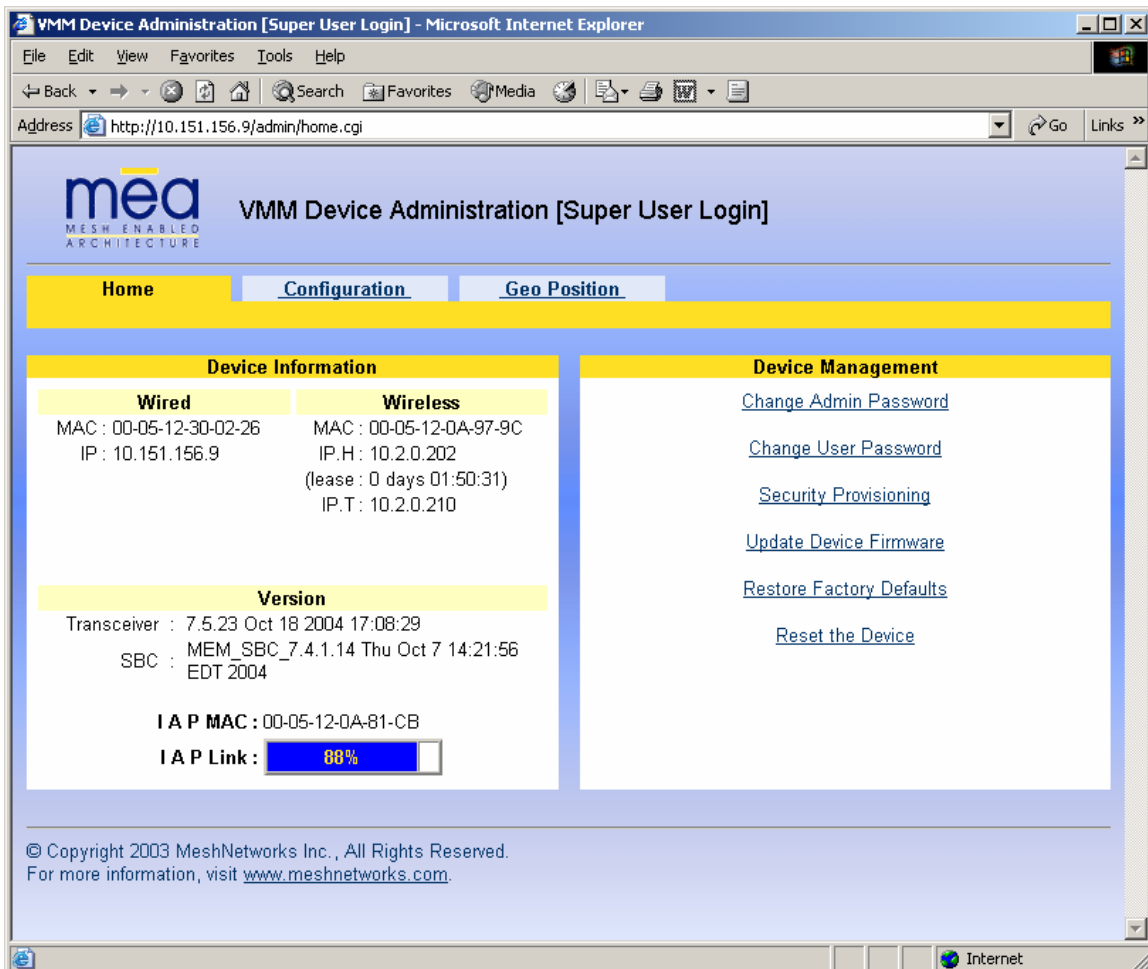 VMM Device Administration [Super User Login] - Microsoft Internet Explorer
File Edit View Favorites Tools Help
Back Search Favorites Media
Address http://10.151.156.9/admin/home.cgi Go Links »
mea
MESH ENABLED
ARCHITECTURE
VMM Device Administration [Super User Login]
Home Configuration Geo Position
Device Information
Wired Wireless
MAC : 00-05-12-30-02-26 MAC : 00-05-12-0A-97-9C
IP : 10.151.156.9 IP.H : 10.2.0.202
(lease : 0 days 01:50:31)
IP.T : 10.2.0.210
Version
Transceiver : 7.5.23 Oct 18 2004 17:08:29
SBC : MEM_SBC_7.4.1.14 Thu Oct 7 14:21:56
EDT 2004
I A P MAC : 00-05-12-0A-81-CB
I A P Link : 88%
Device Management
Change Admin Password
Change User Password
Security Provisioning
Update Device Firmware
Restore Factory Defaults
Reset the Device
© Copyright 2003 MeshNetworks Inc., All Rights Reserved.
For more information, visit www.meshnetworks.com.
Internet